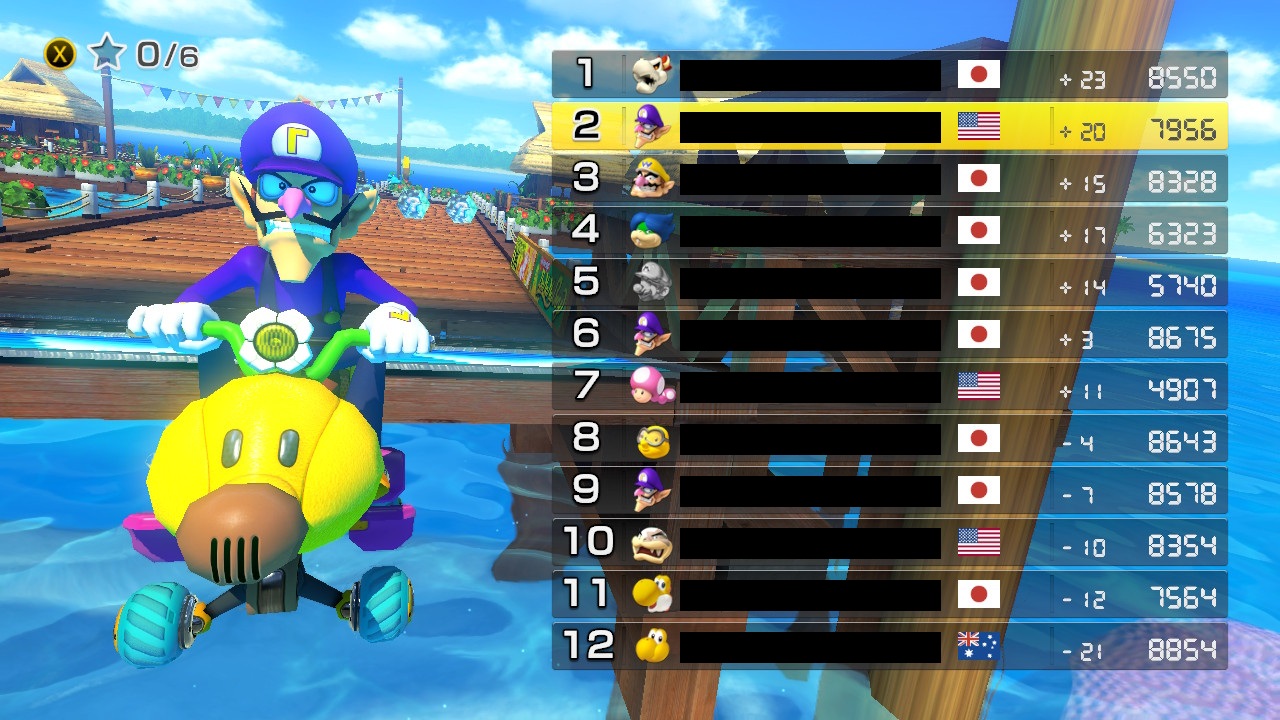 X 0/6
1 + 23 8550
2 + 20 7956
3 + 15 8328
4 + 17 6323
5 + 14 5740
6 + 3 8675
7 + 11 4907
8 - 4 8643
9 - 7 8578
10 - 10 8354
11 - 12 7564
12 - 21 8854